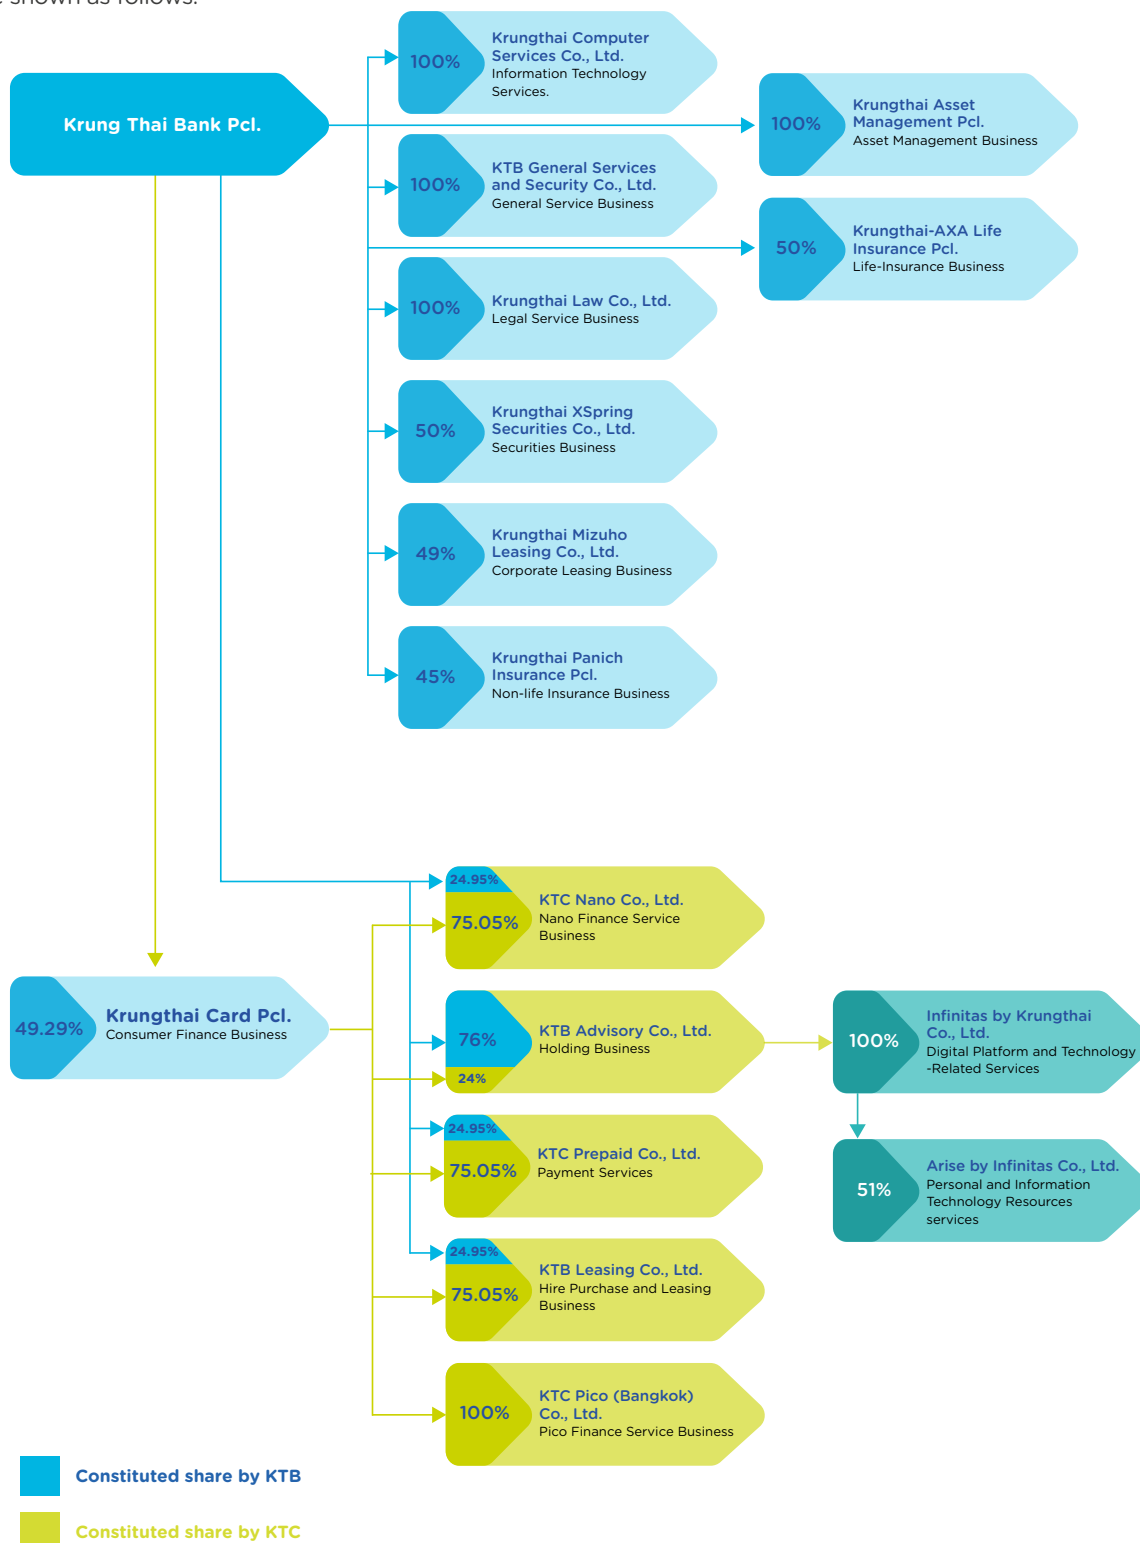 shown as follows:
100%
Krungthai Computer
Services Co., Ltd.
Information Technology
Services.
Krung Thai Bank Pcl.
100%
Krungthai Asset
Management Pcl.
Asset Management Business
100%
KTB General Services
and Security Co., Ltd.
General Service Business
50%
Krungthai-AXA Life
Insurance Pcl.
Life-Insurance Business
100%
Krungthai Law Co., Ltd.
Legal Service Business
50%
Krungthai XSpring
Securities Co., Ltd.
Securities Business
49%
Krungthai Mizuho
Leasing Co., Ltd.
Corporate Leasing Business
45%
Krungthai Panich
Insurance Pcl.
Non-life Insurance Business
24.95%
75.05%
KTC Nano Co., Ltd.
Nano Finance Service
Business
49.29%
Krungthai Card Pcl.
Consumer Finance Business
76%
24%
KTB Advisory Co., Ltd.
Holding Business
100%
Infinitas by Krungthai
Co., Ltd.
Digital Platform and Technology
-Related Services
24.95%
75.05%
KTC Prepaid Co., Ltd.
Payment Services
51%
Arise by Infinitas Co., Ltd.
Personal and Information
Technology Resources
services
24.95%
75.05%
KTB Leasing Co., Ltd.
Hire Purchase and Leasing
Business
100%
KTC Pico (Bangkok)
Co., Ltd.
Pico Finance Service Business
Constituted share by KTB
Constituted share by KTC